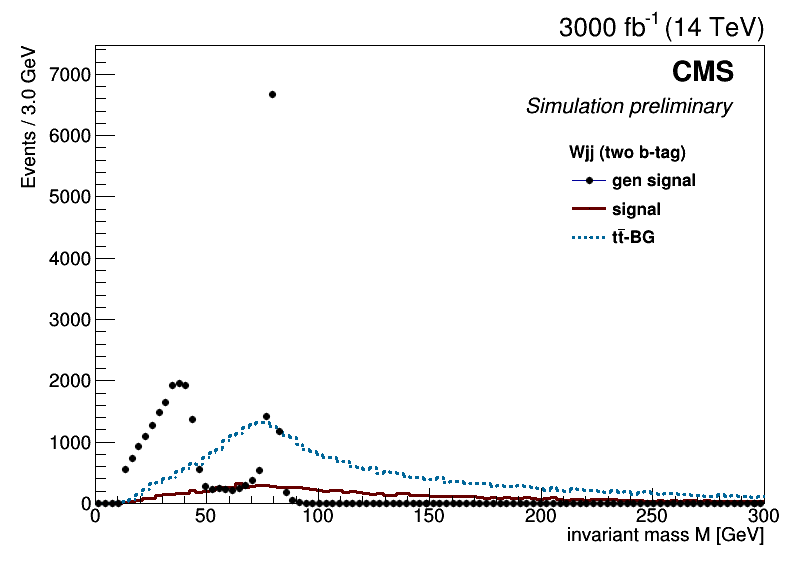 3000 fb⁻¹ (14 TeV)
CMS
Simulation preliminary
Wjj (two b-tag)
gen signal
signal
tt̄-BG
Events / 3.0 GeV
7000
6000
5000
4000
3000
2000
1000
0
0 50 100 150 200 250 300
invariant mass M [GeV]